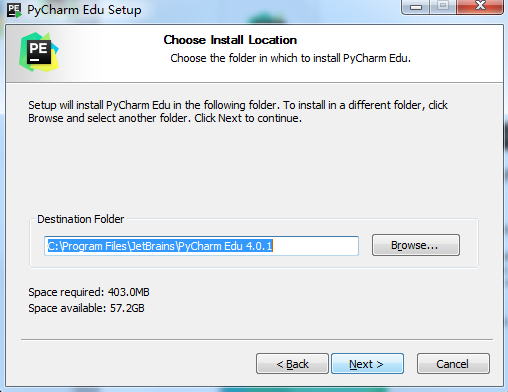 PyCharm Edu Setup
PE
Choose Install Location
Choose the folder in which to install PyCharm Edu.
Setup will install PyCharm Edu in the following folder. To install in a different folder, click
Browse and select another folder. Click Next to continue.
Destination Folder
C:\Program Files\JetBrains\PyCharm Edu 4.0.1
Browse...
Space required: 403.0MB
Space available: 57.2GB
< Back
Next >
Cancel